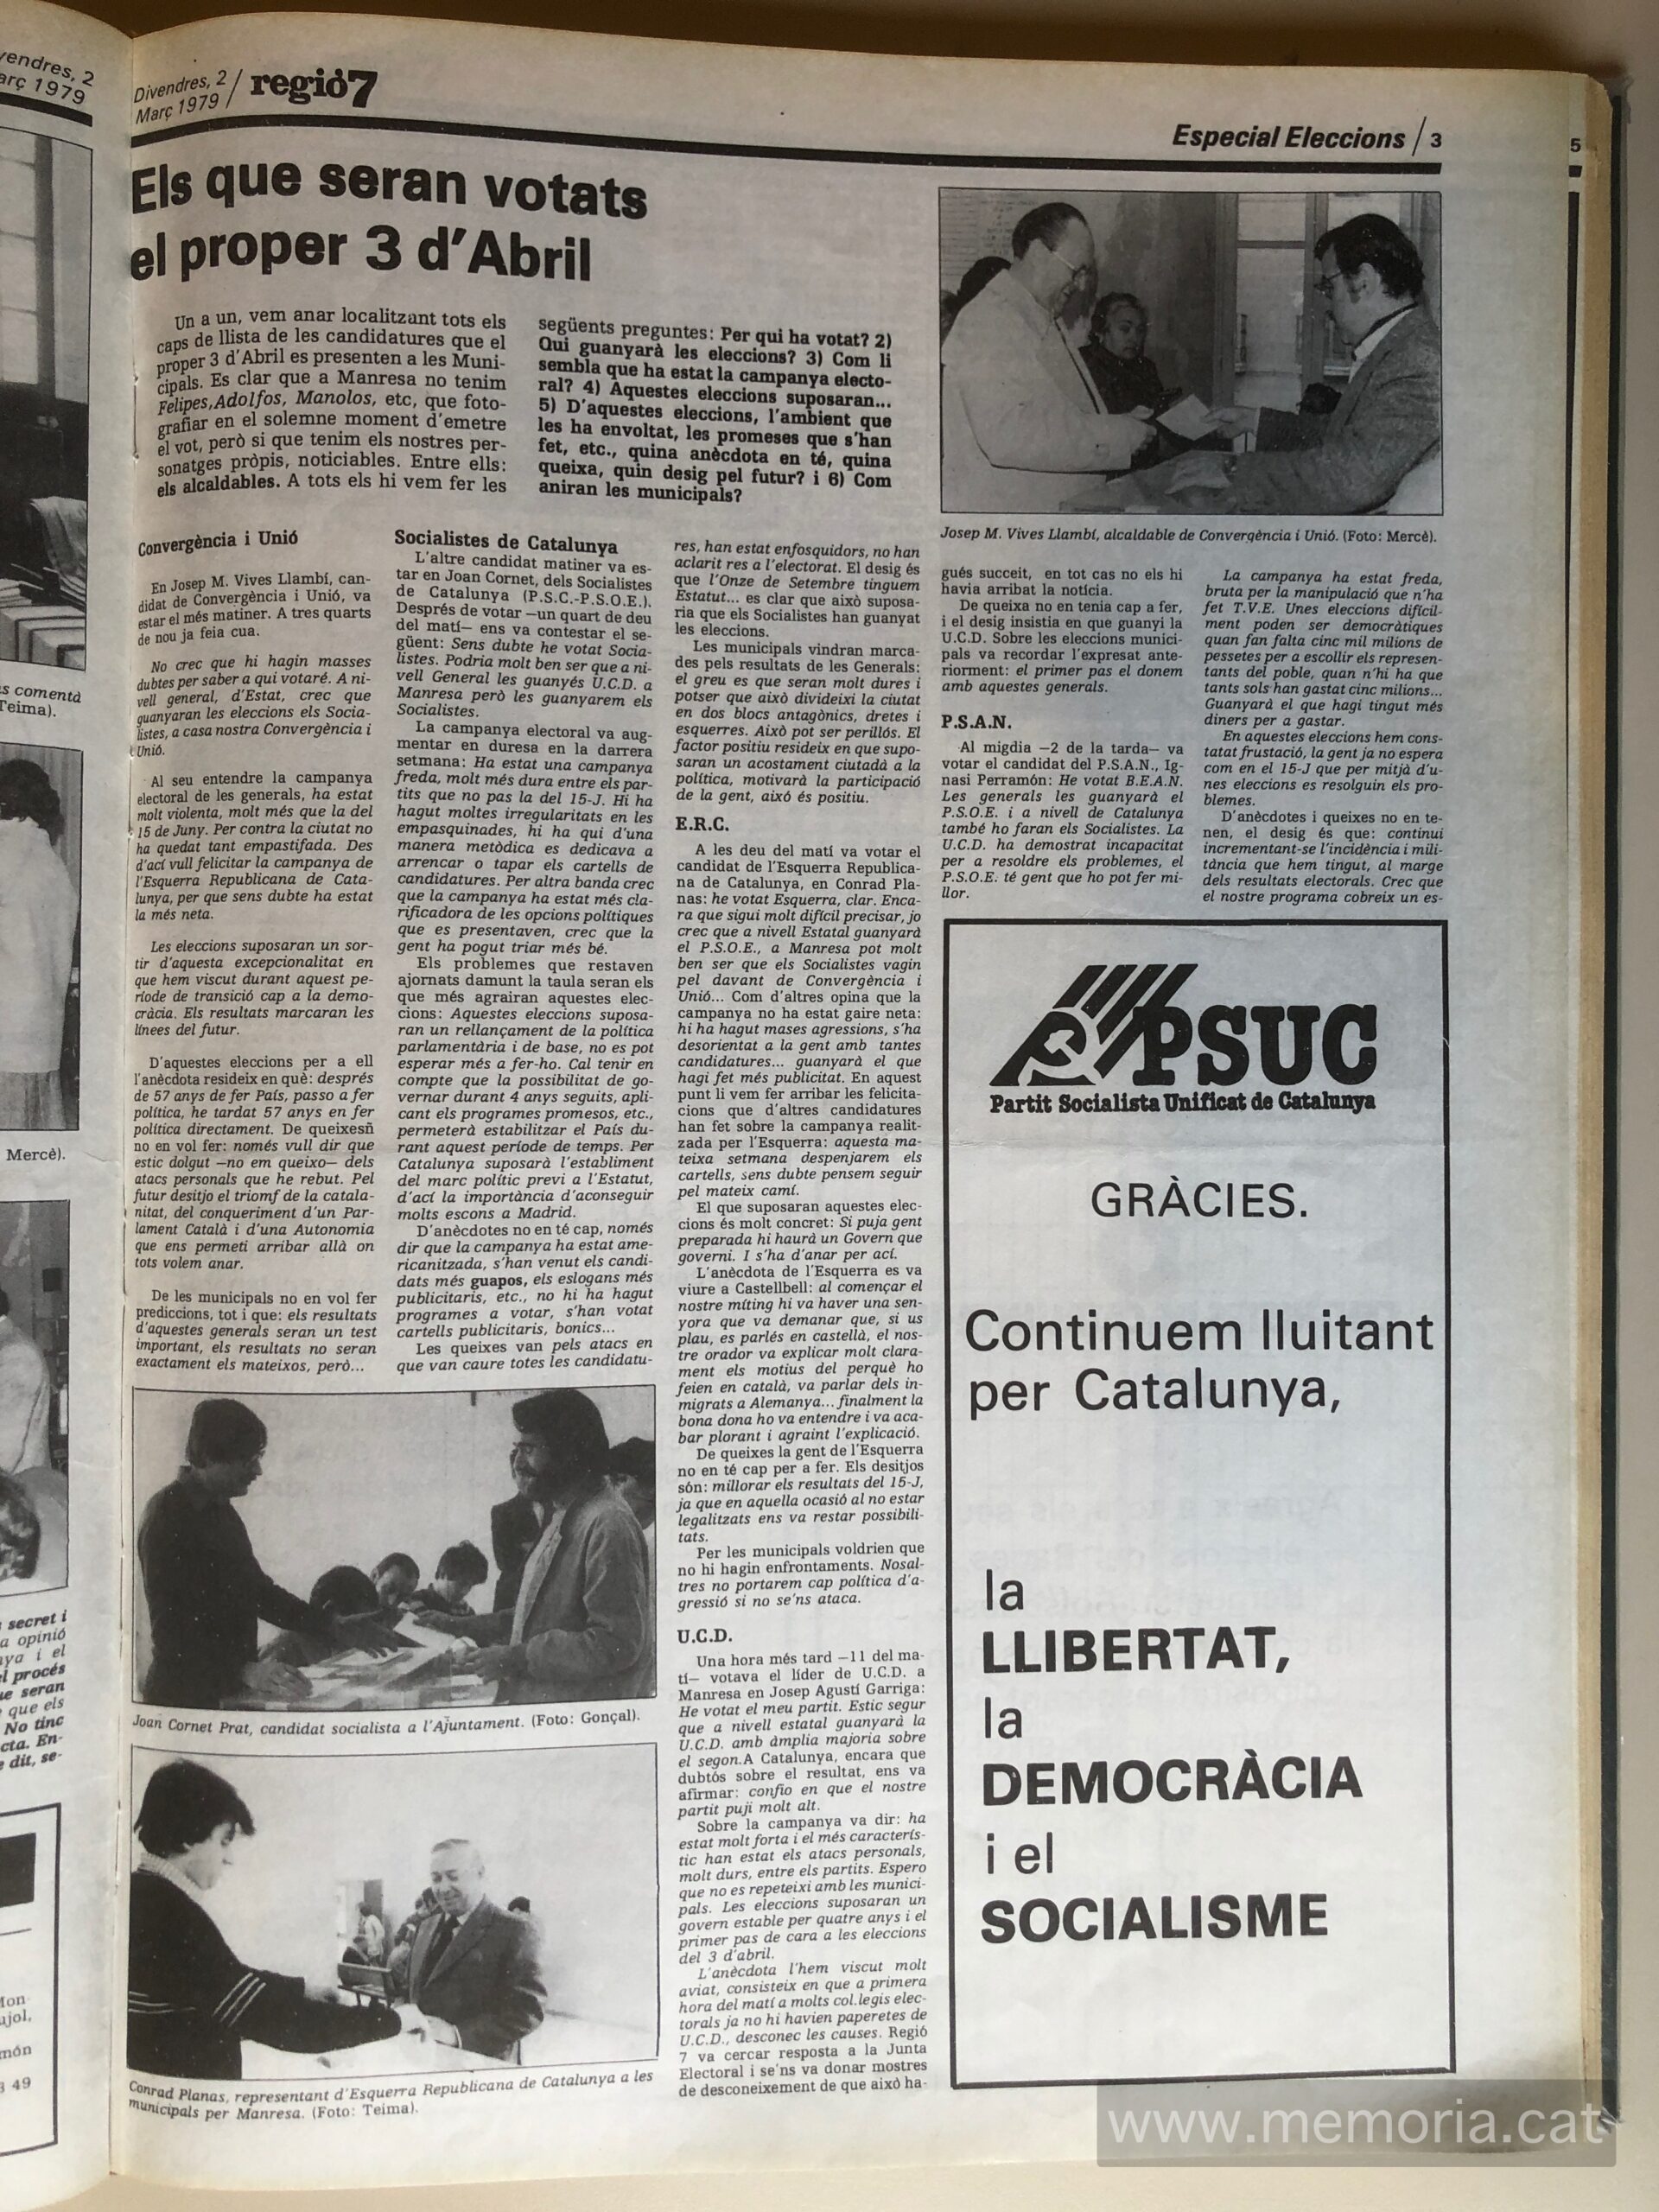 vendres, 2
arç 1979
s comentà
Teima).
Mercè).
secret i
a opinió
nya i el
el procés
ue seran
que els
No tinc
cta. En-
e dit, se-
ujol,
món
3 49
Divendres, 2
Març 1979
regió7
Especial Eleccions / 3
5
Els que seran votats
el proper 3 d'Abril
Un a un, vem anar localitzant tots els
caps de llista de les candidatures que el
proper 3 d'Abril es presenten a les Muni-
cipals. Es clar que a Manresa no tenim
Felipes,Adolfos, Manolos, etc, que foto-
grafiar en el solemne moment d'emetre
el vot, però si que tenim els nostres per-
sonatges pròpis, noticiables. Entre ells:
els alcaldables. A tots els hi vem fer les
següents preguntes: Per qui ha votat? 2)
Qui guanyarà les eleccions? 3) Com li
sembla que ha estat la campanya electo-
ral? 4) Aquestes eleccions suposaran...
5) D'aquestes eleccions, l'ambient que
les ha envoltat, les promeses que s'han
fet, etc., quina anècdota en té, quina
queixa, quin desig pel futur? i 6) Com
aniran les municipals?
Convergència i Unió
En Josep M. Vives Llambí, can-
didat de Convergència i Unió, va
estar el més matiner. A tres quarts
de nou ja feia cua.
No crec que hi hagin masses
dubtes per saber a qui votaré. A ni-
vell general, d'Estat, crec que
guanyaran les eleccions els Socia-
listes, a casa nostra Convergència i
Unió.
Al seu entendre la campanya
electoral de les generals, ha estat
molt violenta, molt més que la del
15 de Juny. Per contra la ciutat no
ha quedat tant empastifada. Des
d'ací vull felicitar la campanya de
l'Esquerra Republicana de Cata-
lunya, per que sens dubte ha estat
la més neta.
Les eleccions suposaran un sor-
tir d'aquesta excepcionalitat en
que hem viscut durant aquest pe-
ríode de transició cap a la demo-
cràcia. Els resultats marcaran les
línees del futur.
D'aquestes eleccions per a ell
l'anècdota resideix en què: després
de 57 anys de fer País, passo a fer
política, he tardat 57 anys en fer
política directament. De queixesñ
no en vol fer: només vull dir que
estic dolgut —no em queixo— dels
atacs personals que he rebut. Pel
futur desitjo el triomf de la catala-
nitat, del conqueriment d'un Par-
lament Català i d'una Autonomia
que ens permeti arribar allà on
tots volem anar.
De les municipals no en vol fer
prediccions, tot i que: els resultats
d'aquestes generals seran un test
important, els resultats no seran
exactament els mateixos, però...
Socialistes de Catalunya
L'altre candidat matiner va es-
tar en Joan Cornet, dels Socialistes
de Catalunya (P.S.C.-P.S.O.E.).
Després de votar —un quart de deu
del matí— ens va contestar el se-
güent: Sens dubte he votat Socia-
listes. Podria molt ben ser que a ni-
vell General les guanyés U.C.D. a
Manresa però les guanyarem els
Socialistes.
La campanya electoral va aug-
mentar en duresa en la darrera
setmana: Ha estat una campanya
freda, molt més dura entre els par-
tits que no pas la del 15-J. Hi ha
hagut moltes irregularitats en les
empasquinades, hi ha qui d'una
manera metòdica es dedicava a
arrencar o tapar els cartells de
candidatures. Per altra banda crec
que la campanya ha estat més cla-
rificadora de les opcions polítiques
que es presentaven, crec que la
gent ha pogut triar més bé.
Els problemes que restaven
ajornats damunt la taula seran els
que més agrairan aquestes elec-
cions: Aquestes eleccions suposa-
ran un rellançament de la política
parlamentària i de base, no es pot
esperar més a fer-ho. Cal tenir en
compte que la possibilitat de go-
vernar durant 4 anys seguits, apli-
cant els programes promesos, etc.,
permeterà estabilitzar el País du-
rant aquest període de temps. Per
Catalunya suposarà l'establiment
del marc polític previ a l'Estatut,
d'ací la importància d'aconseguir
molts escons a Madrid.
D'anècdotes no en té cap, només
dir que la campanya ha estat ame-
ricanitzada, s'han venut els candi-
dats més guapos, els eslogans més
publicitaris, etc., no hi ha hagut
programes a votar, s'han votat
cartells publicitaris, bonics...
Les queixes van pels atacs en
que van caure totes les candidatu-
res, han estat enfosquidors, no han
aclarit res a l'electorat. El desig és
que l'Onze de Setembre tinguem
Estatut... es clar que això suposa-
ria que els Socialistes han guanyat
les eleccions.
Les municipals vindran marca-
des pels resultats de les Generals:
el greu es que seran molt dures i
potser que això divideixi la ciutat
en dos blocs antagònics, dretes i
esquerres. Això pot ser perillós. El
factor positiu resideix en que supo-
saran un acostament ciutadà a la
política, motivarà la participació
de la gent, aixó és positiu.
E.R.C.
A les deu del matí va votar el
candidat de l'Esquerra Republica-
na de Catalunya, en Conrad Pla-
nas: he votat Esquerra, clar. Enca-
ra que sigui molt difícil precisar, jo
crec que a nivell Estatal guanyarà
el P.S.O.E., a Manresa pot molt
ben ser que els Socialistes vagin
pel davant de Convergència i
Unió... Com d'altres opina que la
campanya no ha estat gaire neta:
hi ha hagut mases agressions, s'ha
desorientat a la gent amb tantes
candidatures... guanyarà el que
hagi fet més publicitat. En aquest
punt li vem fer arribar les felicita-
cions que d'altres candidatures
han fet sobre la campanya realit-
zada per l'Esquerra: aquesta ma-
teixa setmana despenjarem els
cartells, sens dubte pensem seguir
pel mateix camí.
El que suposaran aquestes elec-
cions és molt concret: Si puja gent
preparada hi haurà un Govern que
governi. I s'ha d'anar per ací.
L'anècdota de l'Esquerra es va
viure a Castellbell: al començar el
nostre míting hi va haver una sen-
yora que va demanar que, si us
plau, es parlés en castellà, el nos-
tre orador va explicar molt clara-
ment els motius del perquè ho
feien en català, va parlar dels in-
migrats a Alemanya...finalment la
bona dona ho va entendre i va aca-
bar plorant i agraint l'explicació.
De queixes la gent de l'Esquerra
no en té cap per a fer. Els desitjos
són: millorar els resultats del 15-J,
ja que en aquella ocasió al no estar
legalitzats ens va restar possibili-
tats.
Per les municipals voldrien que
no hi hagin enfrontaments. Nosal-
tres no portarem cap política d'a-
gressió si no se'ns ataca.
U.C.D.
Una hora més tard —11 del ma-
tí— votava el líder de U.C.D. a
Manresa en Josep Agustí Garriga:
He votat el meu partit. Estic segur
que a nivell estatal guanyarà la
U.C.D. amb àmplia majoria sobre
el segon.A Catalunya, encara que
dubtós sobre el resultat, ens va
afirmar: confio en que el nostre
partit puji molt alt.
Sobre la campanya va dir: ha
estat molt forta i el més caracterís-
tic han estat els atacs personals,
molt durs, entre els partits. Espero
que no es repeteixi amb les munici-
pals. Les eleccions suposaran un
govern estable per quatre anys i el
primer pas de cara a les eleccions
del 3 d'abril.
L'anècdota l'hem viscut molt
aviat, consisteix en que a primera
hora del matí a molts col.legis elec-
torals ja no hi havien paperetes de
U.C.D., desconec les causes. Regió
7 va cercar resposta a la Junta
Electoral i se'ns va donar mostres
de desconeixement de que això ha-
Josep M. Vives Llambí, alcaldable de Convergència i Unió. (Foto: Mercè).
gués succeit, en tot cas no els hi
havia arribat la notícia.
De queixa no en tenia cap a fer,
i el desig insistia en que guanyi la
U.C.D. Sobre les eleccions munici-
pals va recordar l'expresat ante-
riorment: el primer pas el donem
amb aquestes generals.
P.S.A.N.
Al migdia —2 de la tarda— va
votar el candidat del P.S.A.N., Ig-
nasi Perramón: He votat B.E.A.N.
Les generals les guanyarà el
P.S.O.E. i a nivell de Catalunya
també ho faran els Socialistes. La
U.C.D. ha demostrat incapacitat
per a resoldre els problemes, el
P.S.O.E. té gent que ho pot fer mi-
llor.
La campanya ha estat freda,
bruta per la manipulació que n'ha
fet T.V.E. Unes eleccions difícil-
ment poden ser democràtiques
quan fan falta cinc mil milions de
pessetes per a escollir els represen-
tants del poble, quan n'hi ha que
tants sols han gastat cinc milions...
Guanyarà el que hagi tingut més
diners per a gastar.
En aquestes eleccions hem cons-
tatat frustació, la gent ja no espera
com en el 15-J que per mitjà d'u-
nes eleccions es resolguin els pro-
blemes.
D'anècdotes i queixes no en te-
nen, el desig és que: continui
incrementant-se l'incidència i mili-
tància que hem tingut, al marge
dels resultats electorals. Crec que
el nostre programa cobreix un es-
Joan Cornet Prat, candidat socialista a l'Ajuntament. (Foto: Gonçal).
Conrad Planas, representant d'Esquerra Republicana de Catalunya a les
municipals per Manresa. (Foto: Teima).
PSUC
Partit Socialista Unificat de Catalunya
GRÀCIES.
Continuem lluitant
per Catalunya,
la
LLIBERTAT,
la
DEMOCRÀCIA
i el
SOCIALISME
www.memoria.cat